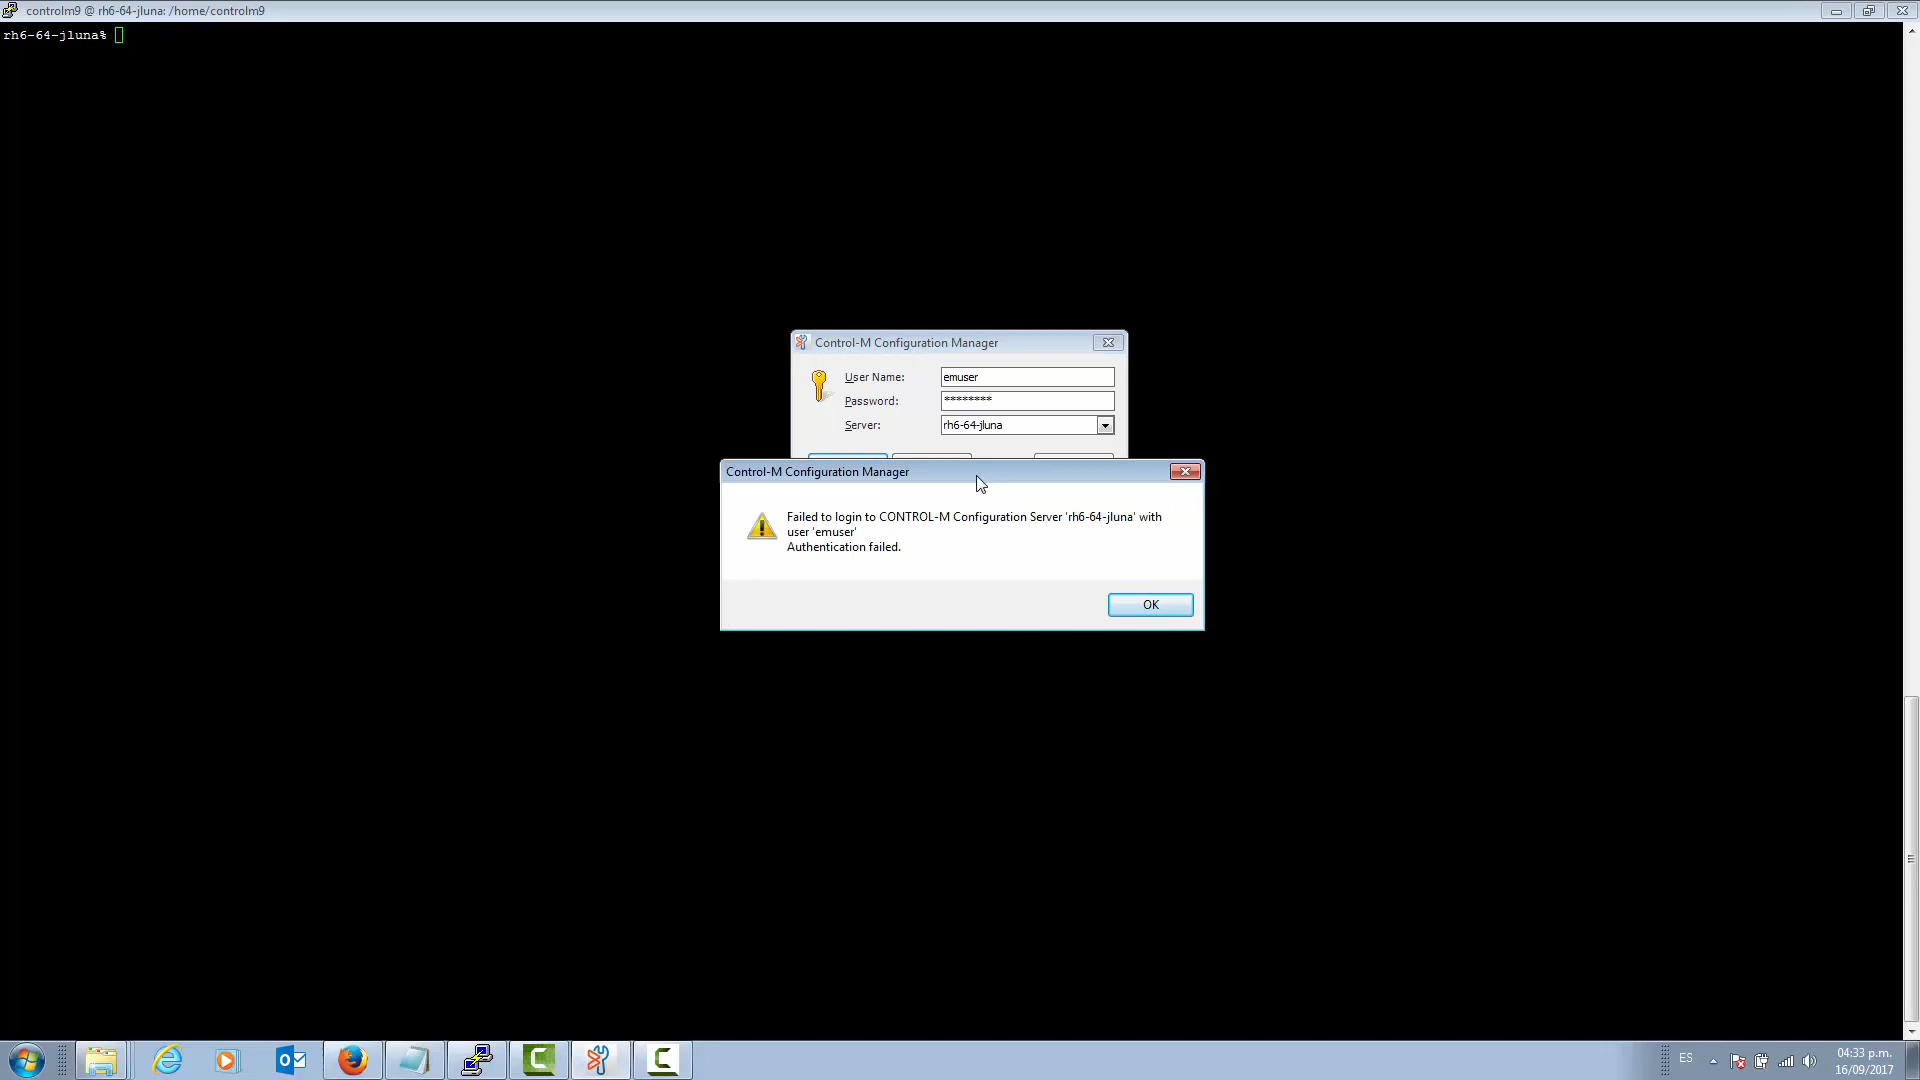 controlm9 @ rh6-64-jluna: /home/controlm9
rh6-64-jluna%
Control-M Configuration Manager
User Name: emuser
Password: ********
Server: rh6-64-jluna
Control-M Configuration Manager
Failed to login to CONTROL-M Configuration Server 'rh6-64-jluna' with
user 'emuser'
Authentication failed.
OK
ES
04:33 p.m.
16/09/2017